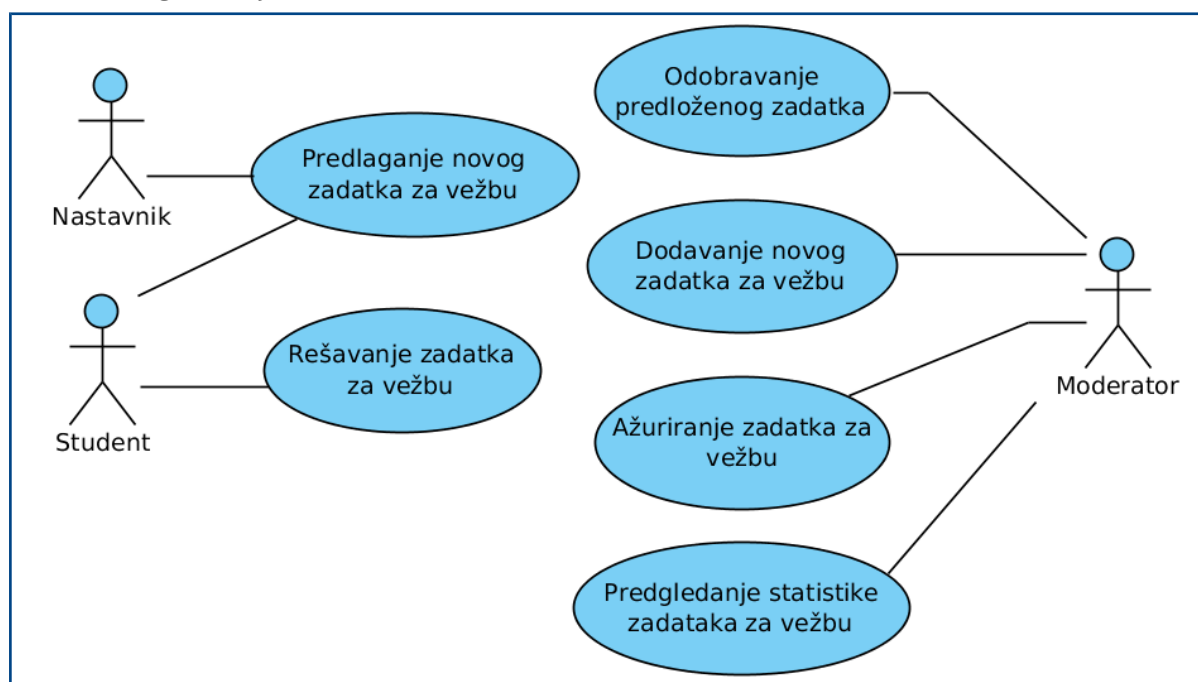 Odobravanje
predloženog zadatka
Predlaganje novog
zadatka za vežbu
Nastavnik
Dodavanje novog
zadatka za vežbu
Rešavanje zadatka
za vežbu
Moderator
Student
Ažuriranje zadatka za
vežbu
Predgledanje statistike
zadataka za vežbu